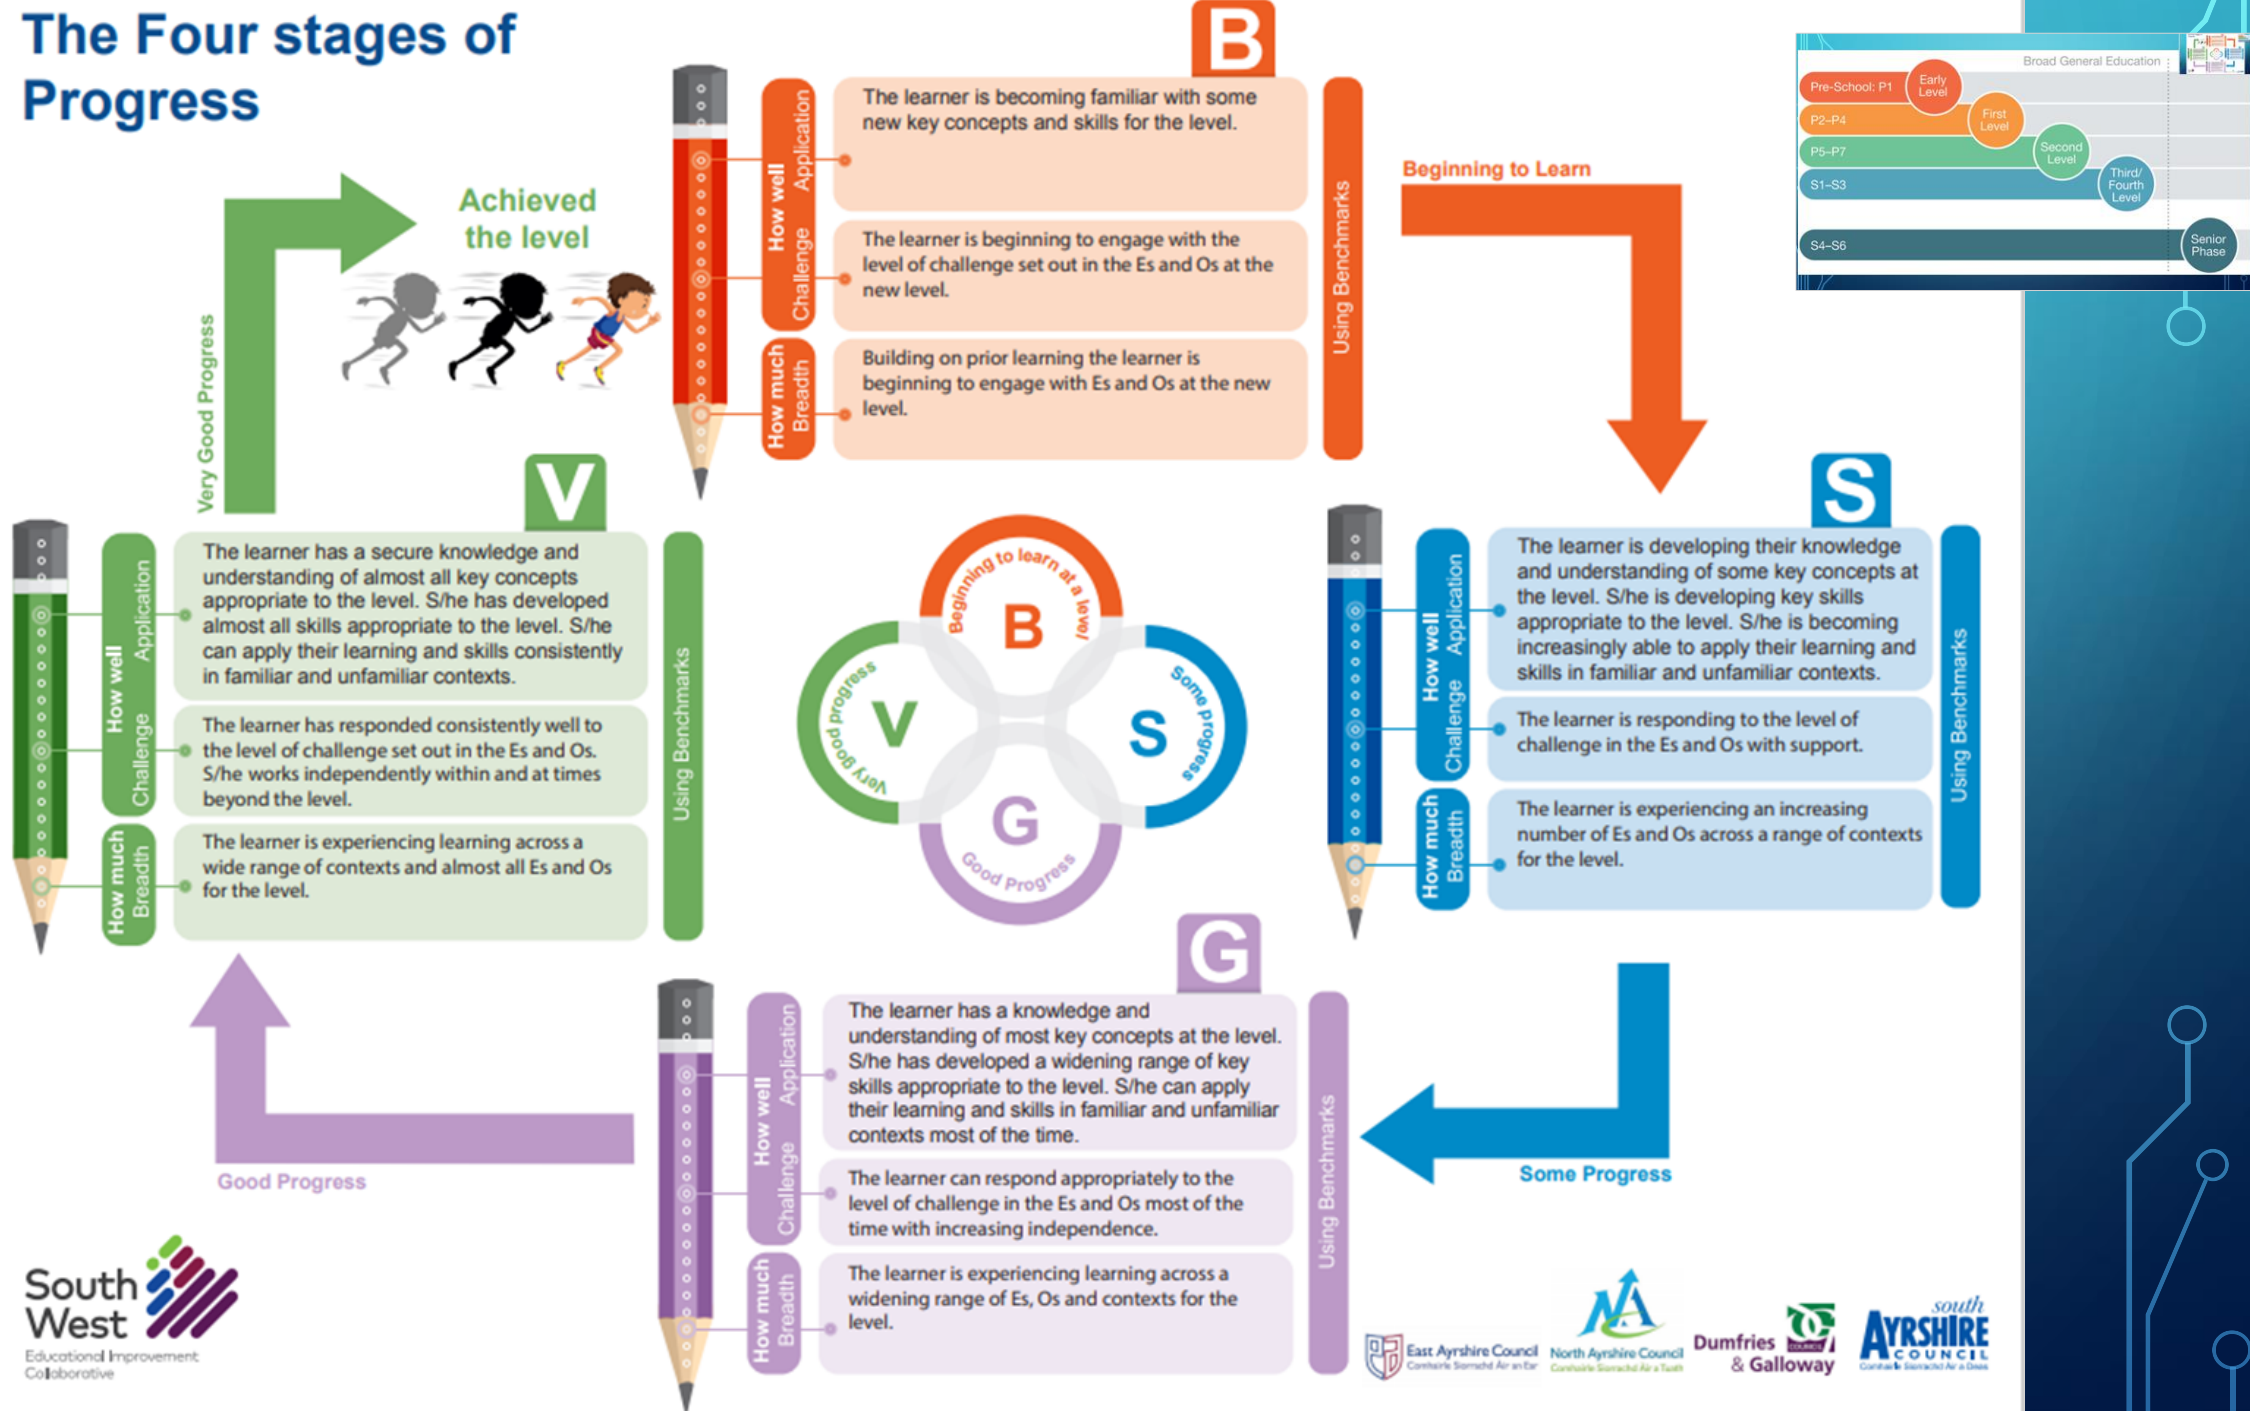 The Four stages of
Progress
B
How well
Application
Challenge
How much
Breadth
The learner is becoming familiar with some
new key concepts and skills for the level.
The learner is beginning to engage with the
level of challenge set out in the Es and Os at the
new level.
Building on prior learning the learner is
beginning to engage with Es and Os at the new
level.
Using Benchmarks
Beginning to Learn
Broad General Education
Pre-School: P1
Early
Level
P2–P4
First
Level
P5–P7
Second
Level
S1–S3
Third/
Fourth
Level
S4–S6
Senior
Phase
Achieved
the level
Very Good Progress
V
How well
Application
Challenge
How much
Breadth
The learner has a secure knowledge and
understanding of almost all key concepts
appropriate to the level. S/he has developed
almost all skills appropriate to the level. S/he
can apply their learning and skills consistently
in familiar and unfamiliar contexts.
The learner has responded consistently well to
the level of challenge set out in the Es and Os.
S/he works independently within and at times
beyond the level.
The learner is experiencing learning across a
wide range of contexts and almost all Es and Os
for the level.
Using Benchmarks
Beginning to learn at a level
B
Very good progress
V
Some progress
S
G
Good Progress
S
How well
Application
Challenge
How much
Breadth
The learner is developing their knowledge
and understanding of some key concepts at
the level. S/he is developing key skills
appropriate to the level. S/he is becoming
increasingly able to apply their learning and
skills in familiar and unfamiliar contexts.
The learner is responding to the level of
challenge in the Es and Os with support.
The learner is experiencing an increasing
number of Es and Os across a range of contexts
for the level.
Using Benchmarks
G
How well
Application
Challenge
How much
Breadth
The learner has a knowledge and
understanding of most key concepts at the level.
S/he has developed a widening range of key
skills appropriate to the level. S/he can apply
their learning and skills in familiar and unfamiliar
contexts most of the time.
The learner can respond appropriately to the
level of challenge in the Es and Os most of the
time with increasing independence.
The learner is experiencing learning across a
widening range of Es, Os and contexts for the
level.
Using Benchmarks
Good Progress
Some Progress
South
West
Educational Improvement
Collaborative
East Ayrshire Council
North Ayrshire Council
Comhairle Siorrachd Àir a Tuath
Dumfries
& Galloway
COUNCIL
south
AYRSHIRE
COUNCIL